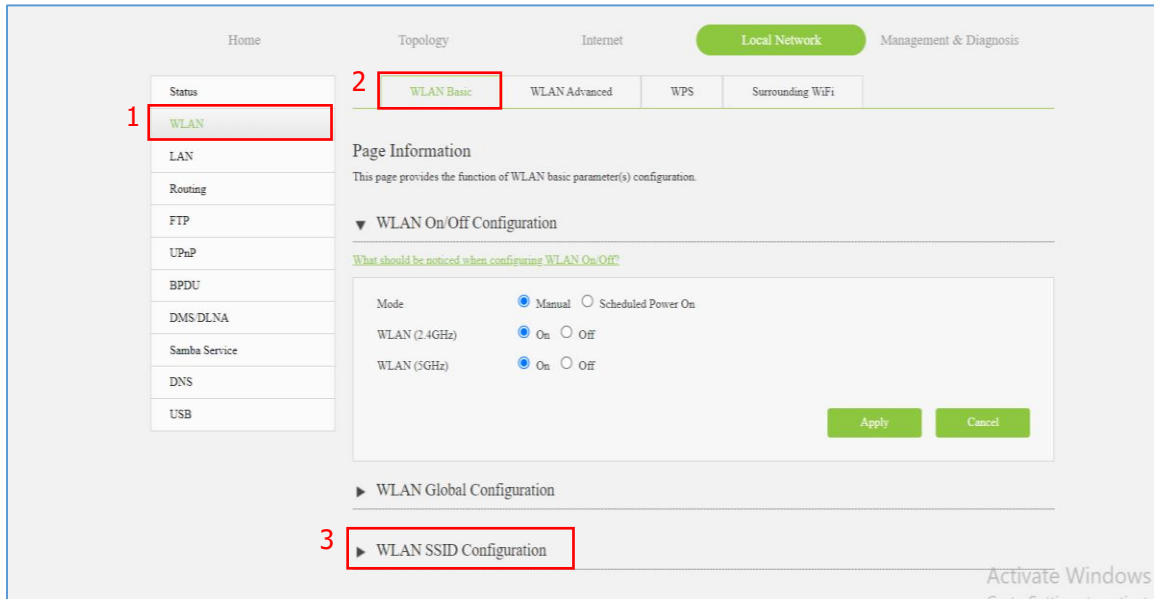 Home Topology Internet Local Network Management & Diagnosis
Status
1 WLAN
LAN
Routing
FTP
UPnP
BPDU
DMS/DLNA
Samba Service
DNS
USB
2 WLAN Basic WLAN Advanced WPS Surrounding WiFi
Page Information
This page provides the function of WLAN basic parameter(s) configuration.
▼ WLAN On/Off Configuration
What should be noticed when configuring WLAN On/Off?
Mode Manual Scheduled Power On
WLAN (2.4GHz) On Off
WLAN (5GHz) On Off
Apply Cancel
▶ WLAN Global Configuration
3 ▶ WLAN SSID Configuration
Activate Windows